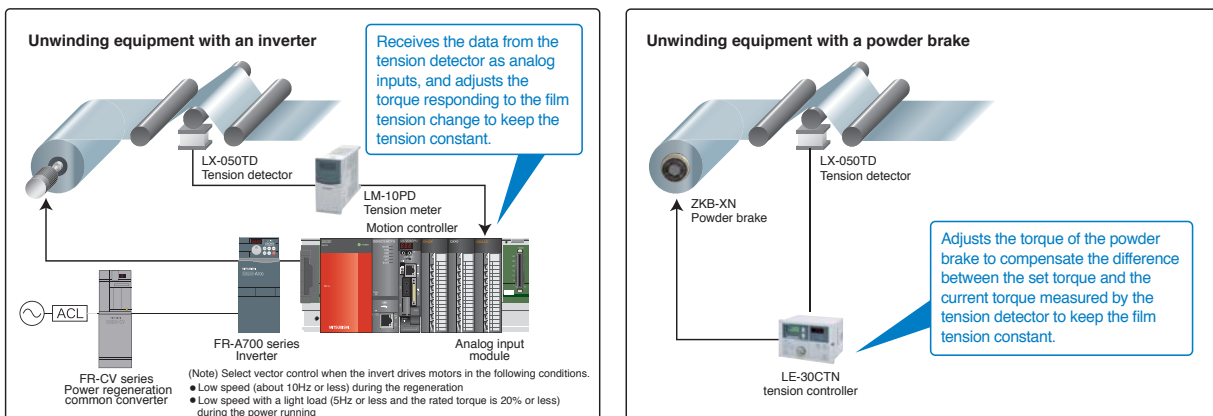 Unwinding equipment with an inverter
Receives the data from the
tension detector as analog
inputs, and adjusts the
torque responding to the film
tension change to keep the
tension constant.
LX-050TD
Tension detector
LM-10PD
Tension meter
Motion controller
ACL
FR-A700 series
Inverter
Analog input
module
FR-CV series
Power regeneration
common converter
(Note) Select vector control when the invert drives motors in the following conditions.
● Low speed (about 10Hz or less) during the regeneration
● Low speed with a light load (5Hz or less and the rated torque is 20% or less)
during the power running
Unwinding equipment with a powder brake
LX-050TD
Tension detector
ZKB-XN
Powder brake
Adjusts the torque of the powder
brake to compensate the difference
between the set torque and the
current torque measured by the
tension detector to keep the film
tension constant.
LE-30CTN
tension controller